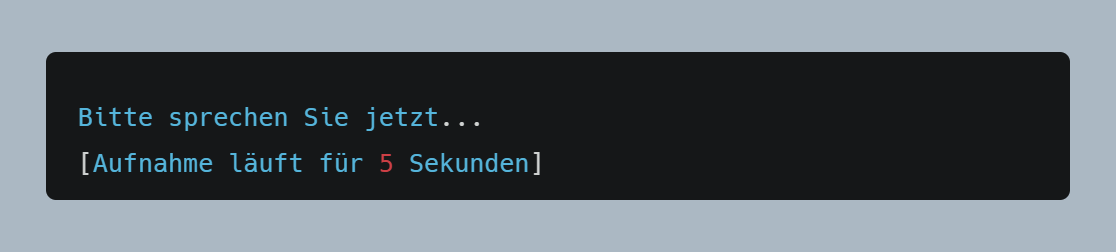 Bitte sprechen Sie jetzt...
[Aufnahme läuft für 5 Sekunden]